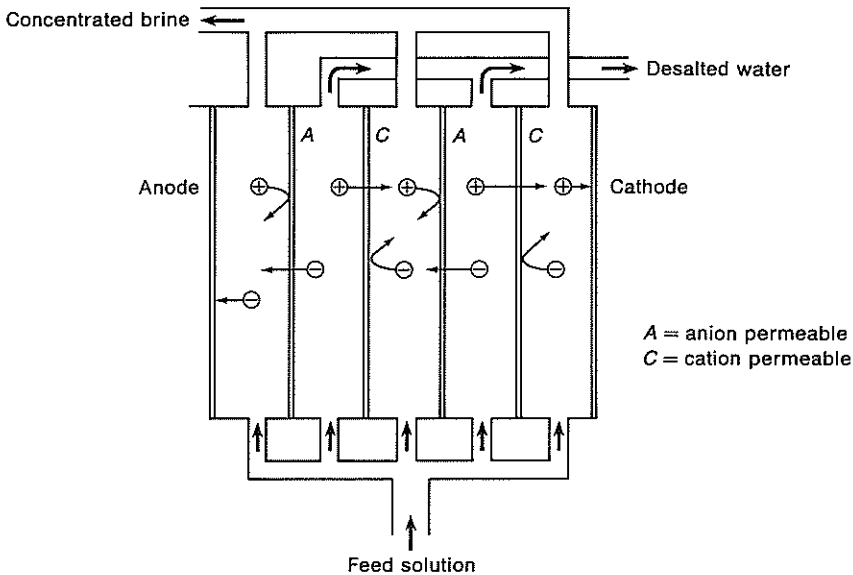 Concentrated brine
Desalted water
A
C
A
C
Anode
Cathode
A = anion permeable
C = cation permeable
Feed solution